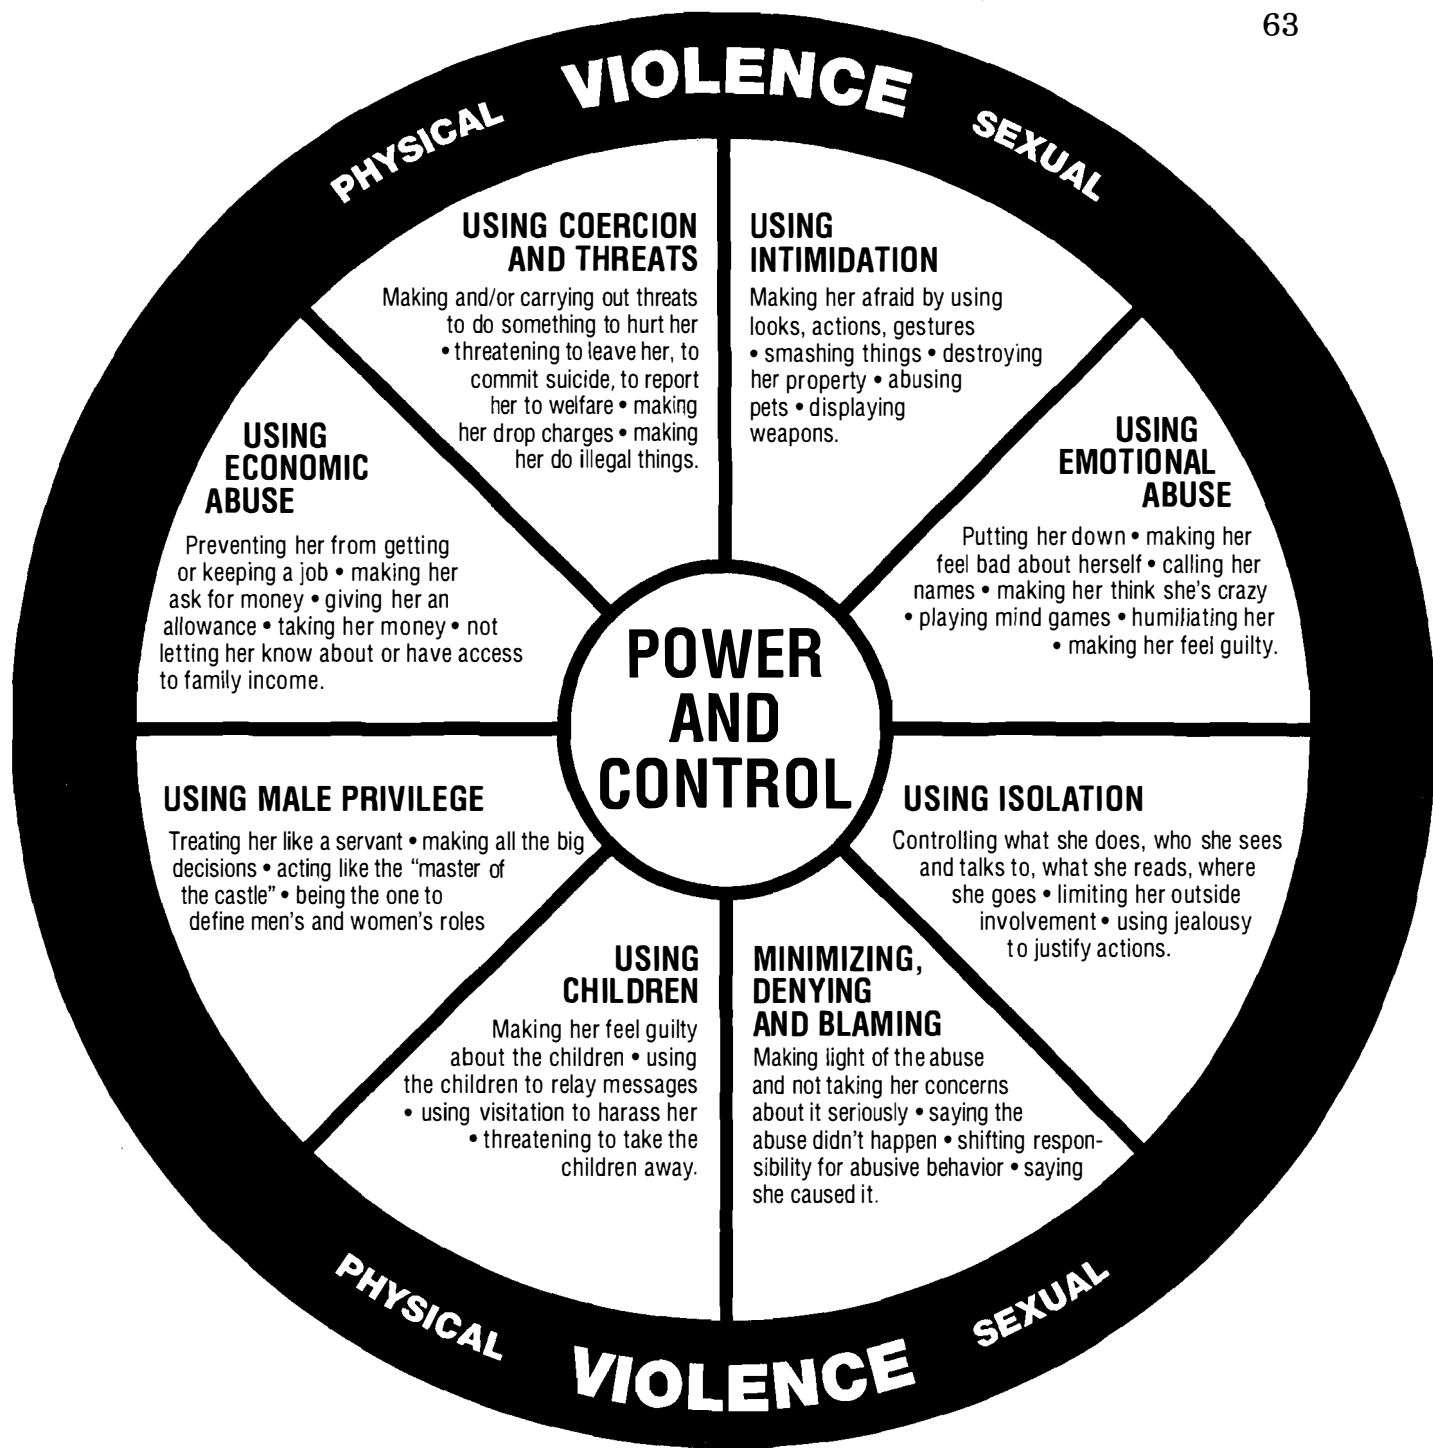 63
PHYSICAL VIOLENCE SEXUAL
USING COERCION
AND THREATS
Making and/or carrying out threats
to do something to hurt her
• threatening to leave her, to
commit suicide, to report
her to welfare • making
her drop charges • making
her do illegal things.
USING
INTIMIDATION
Making her afraid by using
looks, actions, gestures
• smashing things • destroying
her property • abusing
pets • displaying
weapons.
USING
EMOTIONAL
ABUSE
Putting her down • making her
feel bad about herself • calling her
names • making her think she's crazy
• playing mind games • humiliating her
• making her feel guilty.
USING ISOLATION
Controlling what she does, who she sees
and talks to, what she reads, where
she goes • limiting her outside
involvement • using jealousy
to justify actions.
MINIMIZING,
DENYING
AND BLAMING
Making light of the abuse
and not taking her concerns
about it seriously • saying the
abuse didn't happen • shifting respon-
sibility for abusive behavior • saying
she caused it.
USING
CHILDREN
Making her feel guilty
about the children • using
the children to relay messages
• using visitation to harass her
• threatening to take the
children away.
USING MALE PRIVILEGE
Treating her like a servant • making all the big
decisions • acting like the "master of
the castle" • being the one to
define men's and women's roles
USING
ECONOMIC
ABUSE
Preventing her from getting
or keeping a job • making her
ask for money • giving her an
allowance • taking her money • not
letting her know about or have access
to family income.
POWER
AND
CONTROL
PHYSICAL VIOLENCE SEXUAL